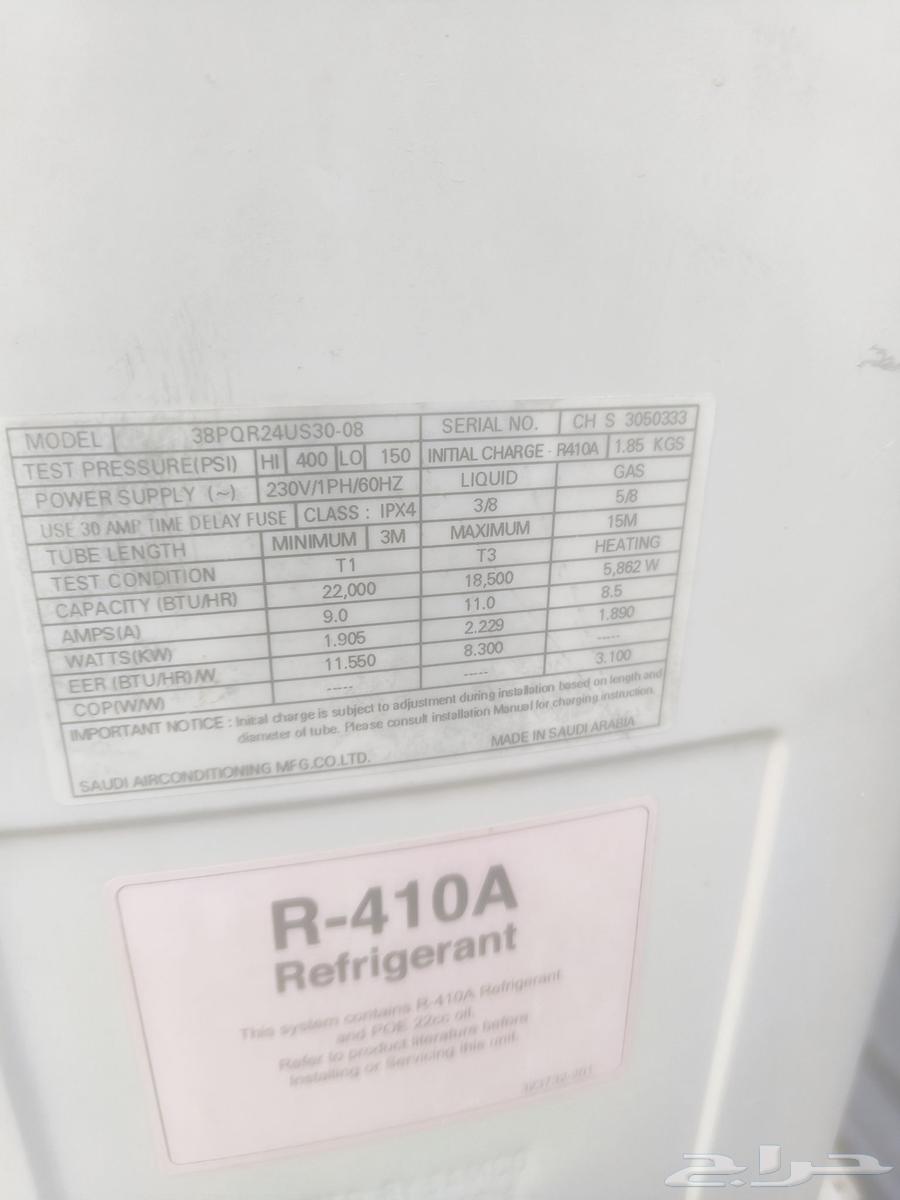 MODEL 38PQR24US30-08 SERIAL NO. CH S 3050333
TEST PRESSURE(PSI) HI 400 LO 150 INITIAL CHARGE - R410A 1.85 KGS
POWER SUPPLY (~) 230V/1PH/60HZ LIQUID GAS
USE 30 AMP TIME DELAY FUSE CLASS : IPX4 3/8 5/8
TUBE LENGTH MINIMUM 3M MAXIMUM 15M
TEST CONDITION T1 T3 HEATING
CAPACITY (BTU/HR) 22,000 18,500 5,862 W
AMPS(A) 9.0 11.0 8.5
WATTS(KW) 1.905 2.229 1.890
EER (BTU/HR)/W 11.550 8.300 -----
COP(W/W) ----- ----- 3.100
IMPORTANT NOTICE : Initial charge is subject to adjustment during installation based on length and
diameter of tube. Please consult installation Manual for charging instruction.
SAUDI AIRCONDITIONING MFG.CO.LTD. MADE IN SAUDI ARABIA
R-410A
Refrigerant
This system contains R-410A Refrigerant
and POE 22cc oil.
Refer to product literature before
Installing or Servicing this unit.
حراج